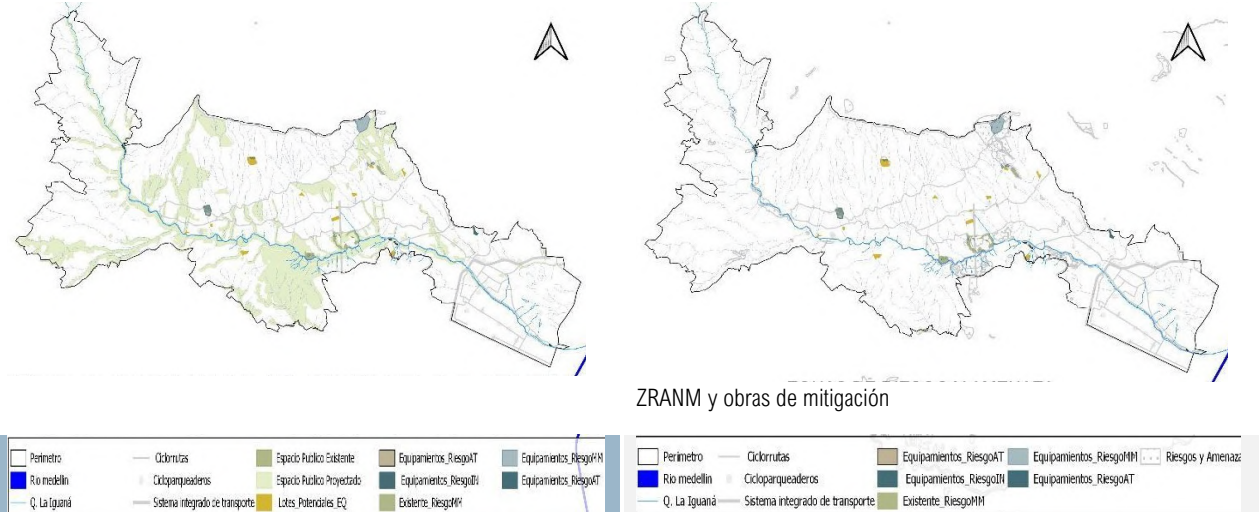 ZRANM y obras de mitigación
Perimetro
Rio medellin
Q. La Iguaná
Ciclorrutas
Cicloparqueaderos
Sistema integrado de transporte
Espacio Publico Existente
Espacio Publico Proyectado
Lotes_Potenciales_EQ
Equipamientos_RiesgoAT
Equipamientos_RiesgoIN
Existente_RiesgoMM
Equipamientos_RiesgoMM
Equipamientos_RiesgoAT
Perimetro
Rio medellin
Q. La Iguaná
Ciclorrutas
Cicloparqueaderos
Sistema integrado de transporte
Equipamientos_RiesgoAT
Equipamientos_RiesgoIN
Existente_RiesgoMM
Equipamientos_RiesgoMM
Equipamientos_RiesgoAT
Riesgos y Amenaza